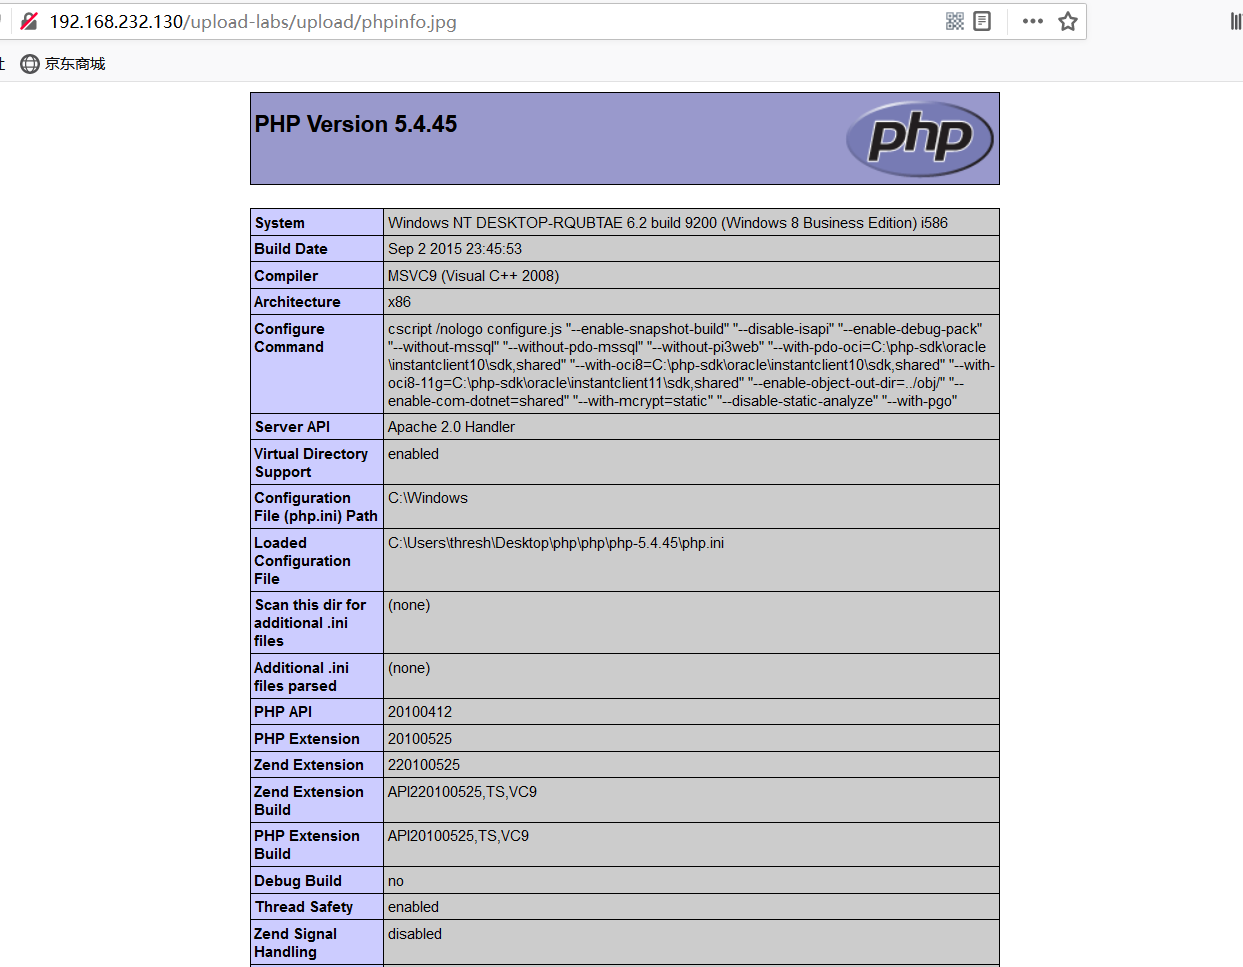 192.168.232.130/upload-labs/upload/phpinfo.jpg
京东商城
PHP Version 5.4.45
php
System Windows NT DESKTOP-RQUBTAE 6.2 build 9200 (Windows 8 Business Edition) i586
Build Date Sep 2 2015 23:45:53
Compiler MSVC9 (Visual C++ 2008)
Architecture x86
Configure Command
cscript /nologo configure.js "--enable-snapshot-build" "--disable-isapi" "--enable-debug-pack"
"--without-mssql" "--without-pdo-mssql" "--without-pi3web" "--with-pdo-oci=C:\php-sdk\oracle
\instantclient10\sdk,shared" "--with-oci8=C:\php-sdk\oracle\instantclient10\sdk,shared" "--with-
oci8-11g=C:\php-sdk\oracle\instantclient11\sdk,shared" "--enable-object-out-dir=../obj/" "--
enable-com-dotnet=shared" "--with-mcrypt=static" "--disable-static-analyze" "--with-pgo"
Server API Apache 2.0 Handler
Virtual Directory
Support
enabled
Configuration
File (php.ini) Path
C:\Windows
Loaded
Configuration
File
C:\Users\thresh\Desktop\php\php\php-5.4.45\php.ini
Scan this dir for
additional .ini
files
(none)
Additional .ini
files parsed
(none)
PHP API 20100412
PHP Extension 20100525
Zend Extension 220100525
Zend Extension
Build
API220100525,TS,VC9
PHP Extension
Build
API20100525,TS,VC9
Debug Build no
Thread Safety enabled
Zend Signal
Handling
disabled